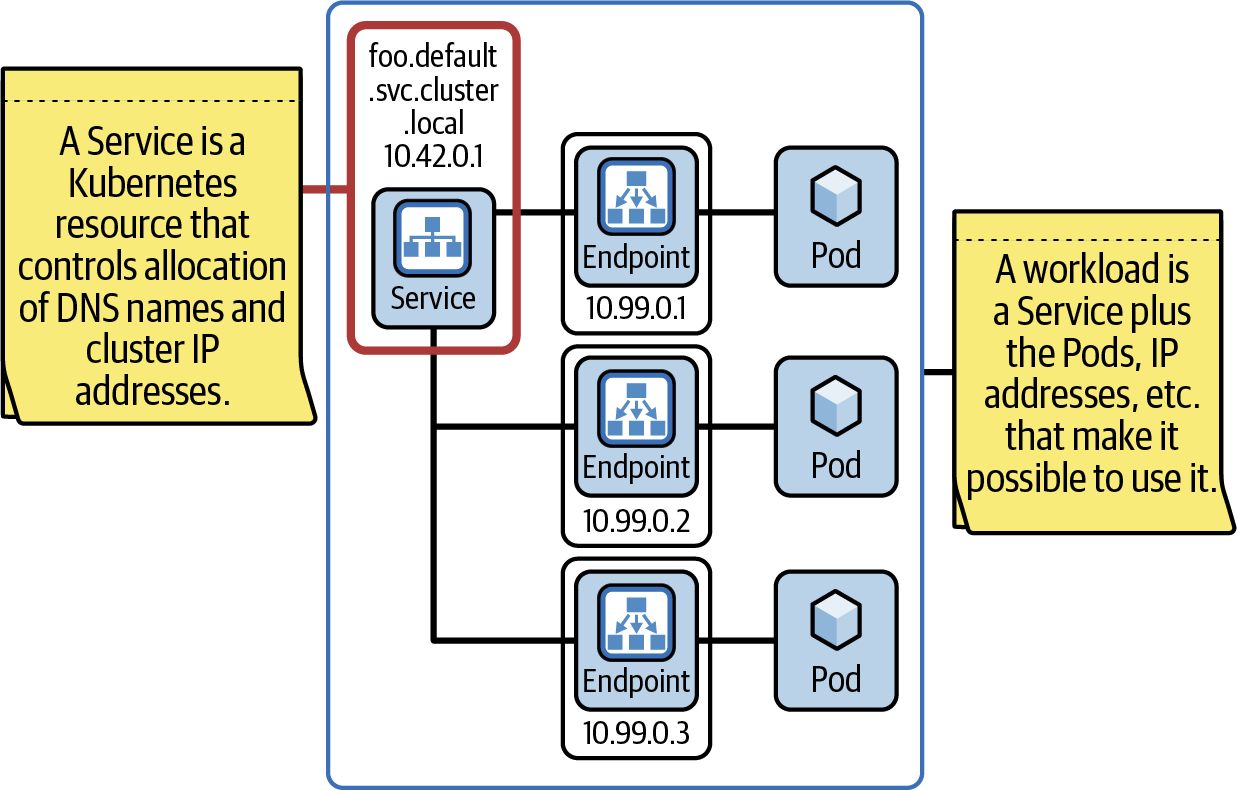 A Service is a
Kubernetes
resource that
controls allocation
of DNS names and
cluster IP
addresses.
foo.default
.svc.cluster
.local
10.42.0.1
Service
Endpoint
10.99.0.1
Pod
Endpoint
10.99.0.2
Pod
Endpoint
10.99.0.3
Pod
A workload is
a Service plus
the Pods, IP
addresses, etc.
that make it
possible to use it.